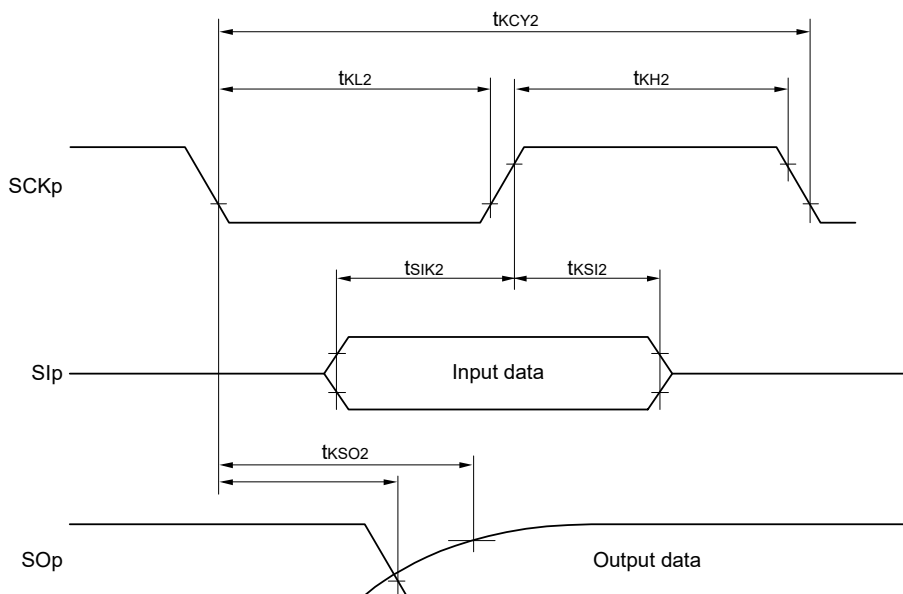 tKCY2
tKL2
tKH2
SCKp
tSIK2
tKSI2
SIp
Input data
tKSO2
SOp
Output data